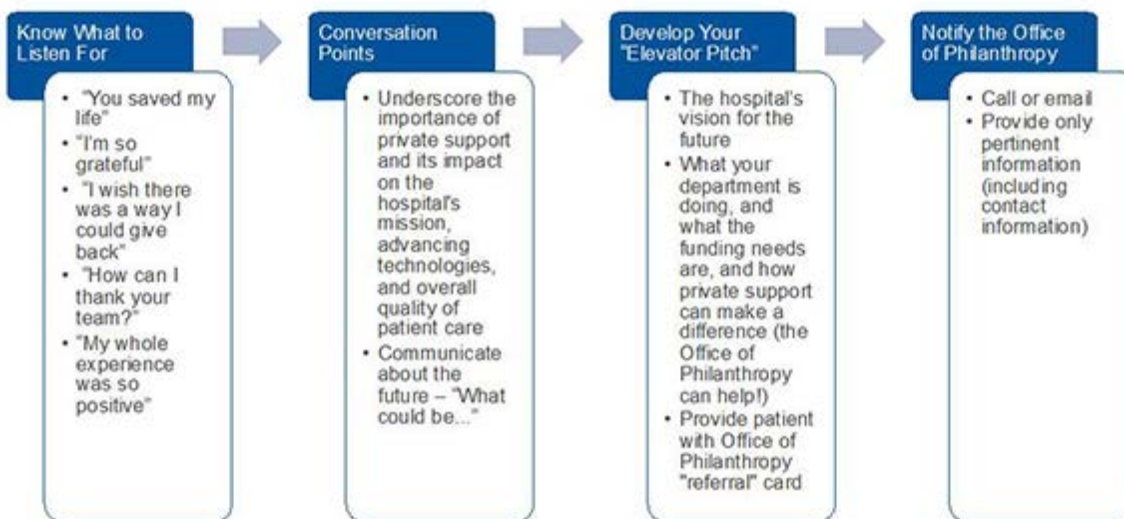 Know What to
Listen For
• "You saved my
life"
• "I'm so
grateful"
• "I wish there
was a way I
could give
back"
• "How can I
thank your
team?"
• "My whole
experience
was so
positive"
Conversation
Points
• Underscore the
importance of
private support
and its impact
on the
hospital's
mission,
advancing
technologies,
and overall
quality of
patient care
• Communicate
about the
future – "What
could be..."
Develop Your
"Elevator Pitch"
• The hospital's
vision for the
future
• What your
department is
doing, and
what the
funding needs
are, and how
private support
can make a
difference (the
Office of
Philanthropy
can help!)
• Provide patient
with Office of
Philanthropy
"referral" card
Notify the Office
of Philanthropy
• Call or email
• Provide only
pertinent
information
(including
contact
information)